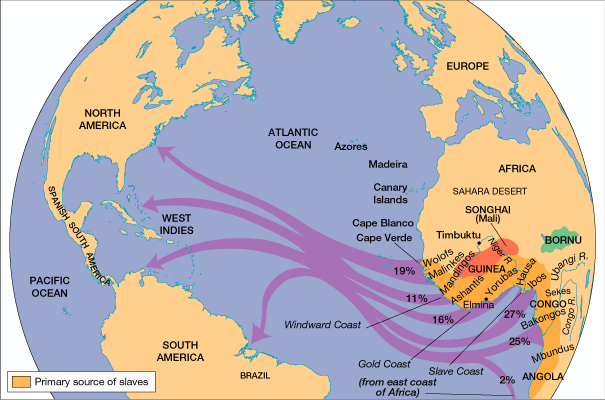 EUROPE
NORTH
AMERICA
ATLANTIC
OCEAN
Azores
Madeira
AFRICA
Canary
Islands
SAHARA DESERT
SPANISH SOUTH AMERICA
SONGHAI
(Mali)
WEST
INDIES
Cape Blanco
Cape Verde
Timbuktu
BORNU
Niger R.
Wolofs
Malinkes
Mandingos
GUINEA
Hausa
Ubangi R.
19%
Ashantis
Yorubas
Ibos
PACIFIC
OCEAN
11%
Elmina
Sekes
CONGO
Congo R.
16%
27%
Bakongos
Windward Coast
25%
SOUTH
AMERICA
Gold Coast
Mbundus
Slave Coast
BRAZIL
2%
ANGOLA
(from east coast
of Africa)
Primary source of slaves